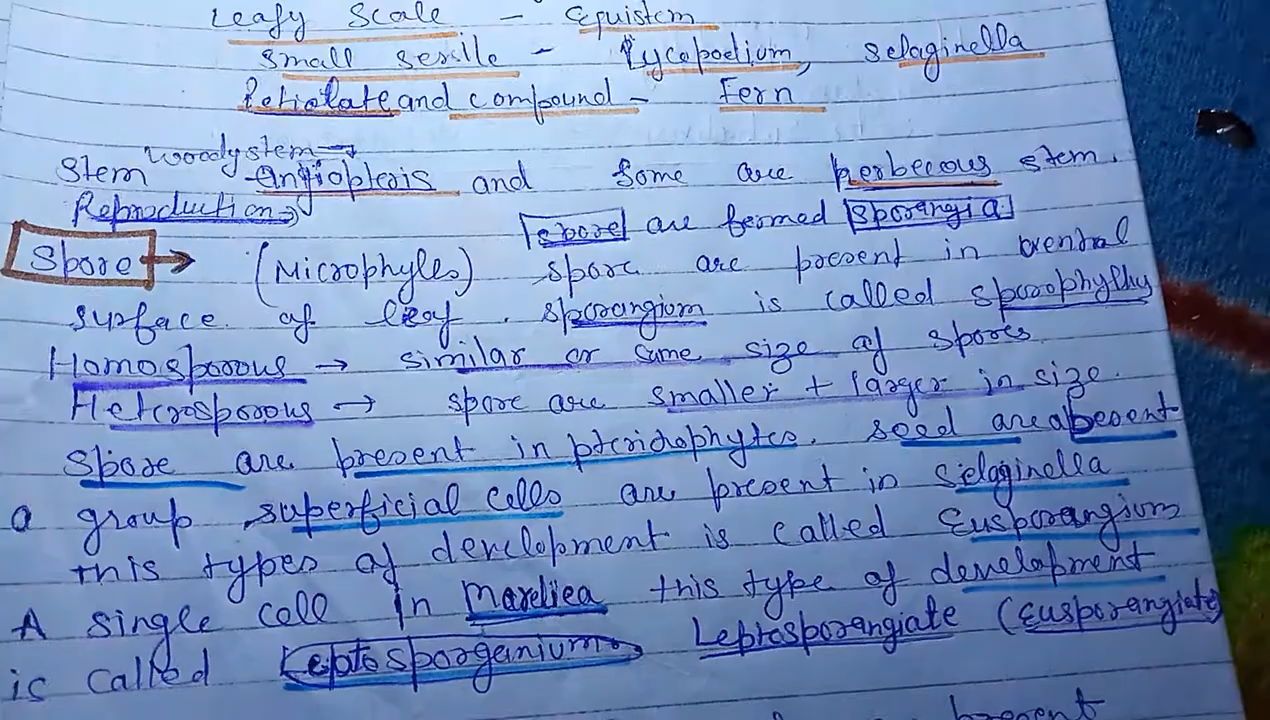 Leafy Scale - Equistem
Small sessile - Lycopodium, Selaginella
Petiolate and compound - Fern
Woody stem →
Stem - angiopteris and Some are herbecous stem.
Reproduction →
Spore are formed Sporangia
Spore → (Microphyles) spore are present in
surface of leaf. sporangium is called sporophylls
Homosporous → similar or same size of spores
Heterosporous → spore are smaller + larger in size.
Spore are present in pteridophytes. seed are absent
a group superficial cells are present in Selaginella
this types of development is called Eusporangium
A single cell in this type of development
is called Leptosporganium Leptosporangiate (Eusporangiate)
present